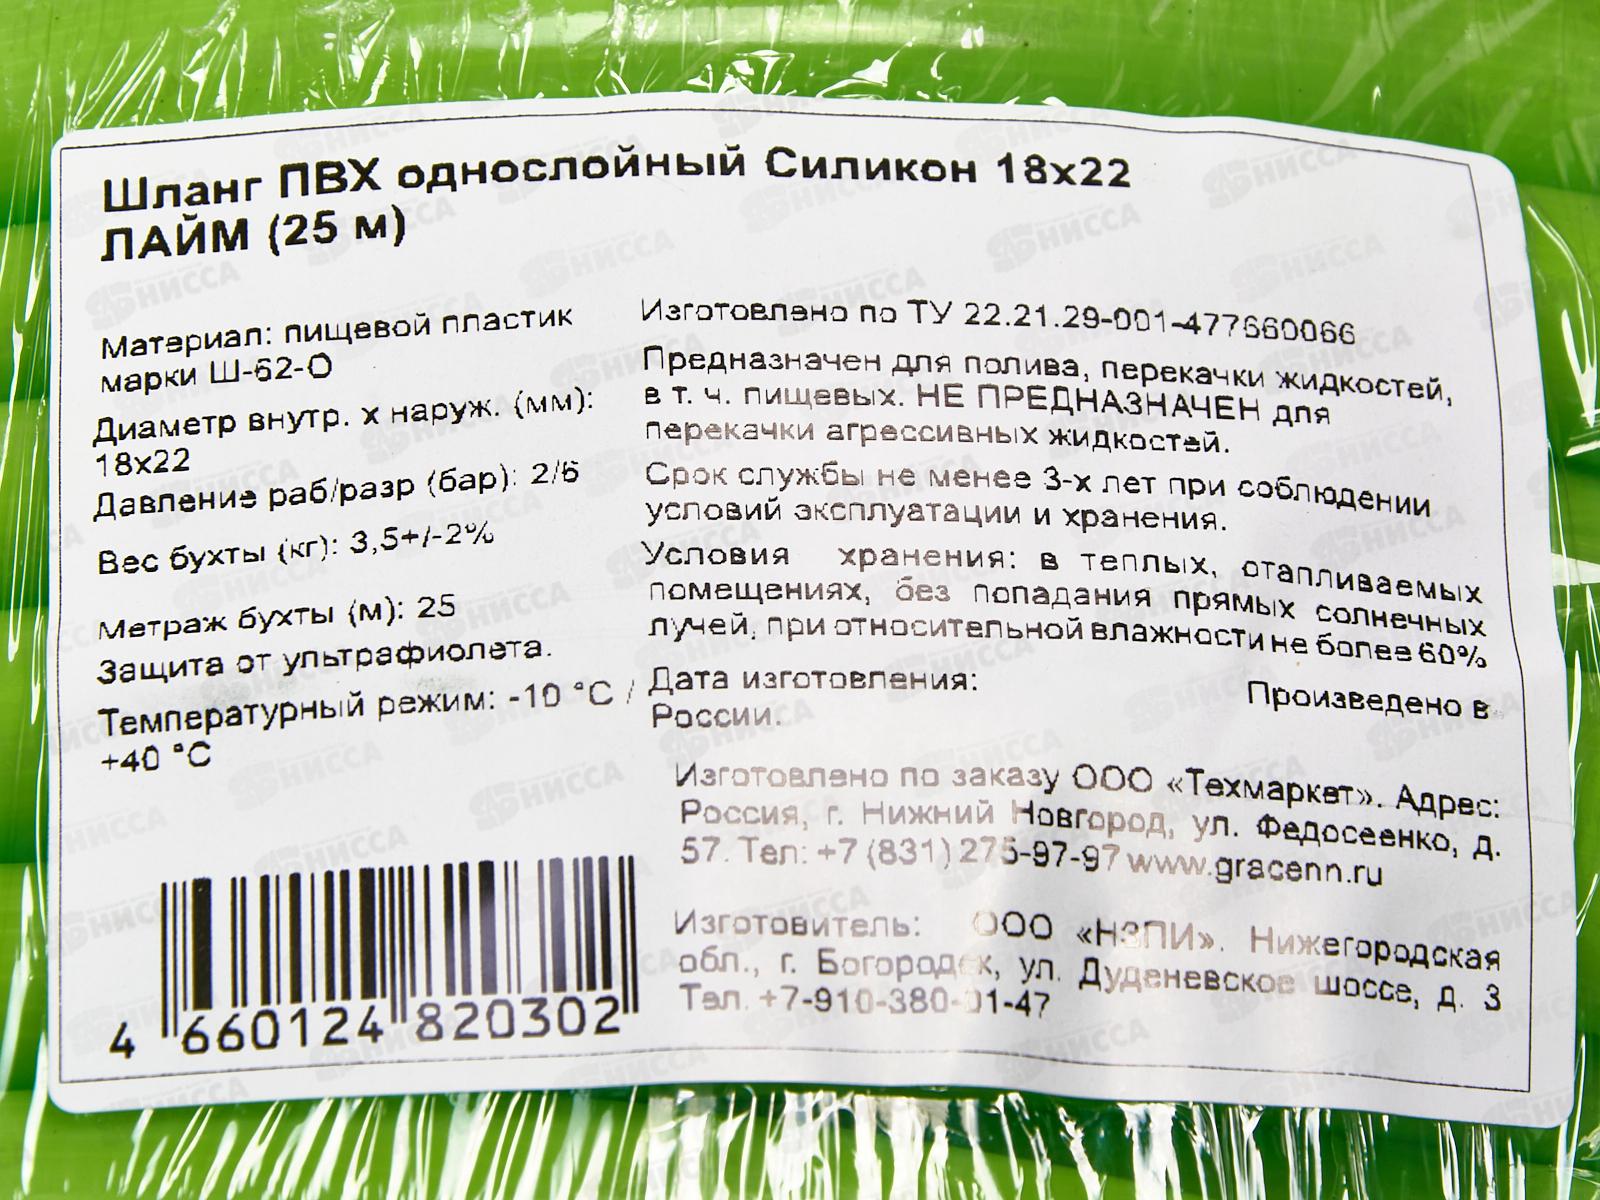 Шланг ПВХ однослойный Силикон 18х22
ЛАЙМ (25 м)
Материал: пищевой пластик
марки Ш-62-О
Диаметр внутр. х наруж. (мм):
18х22
Давление раб/разр (бар): 2/6
Вес бухты (кг): 3,5+/-2%
Метраж бухты (м): 25
Защита от ультрафиолета.
Температурный режим: -10 °С /
+40 °С
Изготовлено по ТУ 22.21.29-001-477660066
Предназначен для полива, перекачки жидкостей,
в т. ч. пищевых. НЕ ПРЕДНАЗНАЧЕН для
перекачки агрессивных жидкостей.
Срок службы не менее 3-х лет при соблюдении
условий эксплуатации и хранения.
Условия хранения: в теплых, отапливаемых
помещениях, без попадания прямых солнечных
лучей, при относительной влажности не более 60%
Дата изготовления: Произведено в
России.
Изготовлено по заказу ООО «Техмаркет». Адрес:
Россия, г. Нижний Новгород, ул. Федосеенко, д.
57. Тел: +7 (831) 275-97-97 www.gracenn.ru
Изготовитель: ООО «НЗПИ». Нижегородская
обл., г. Богородск, ул. Дуденевское шоссе, д. 3
Тел. +7-910-380-01-47
4 660124 820302
НИССА